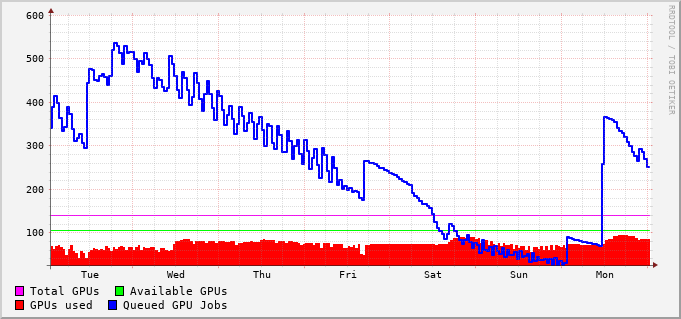 600
500
400
300
200
100
Tue Wed Thu Fri Sat Sun Mon
Total GPUs Available GPUs
GPUs used Queued GPU Jobs
RRDTOOL / TOBI OETIKER